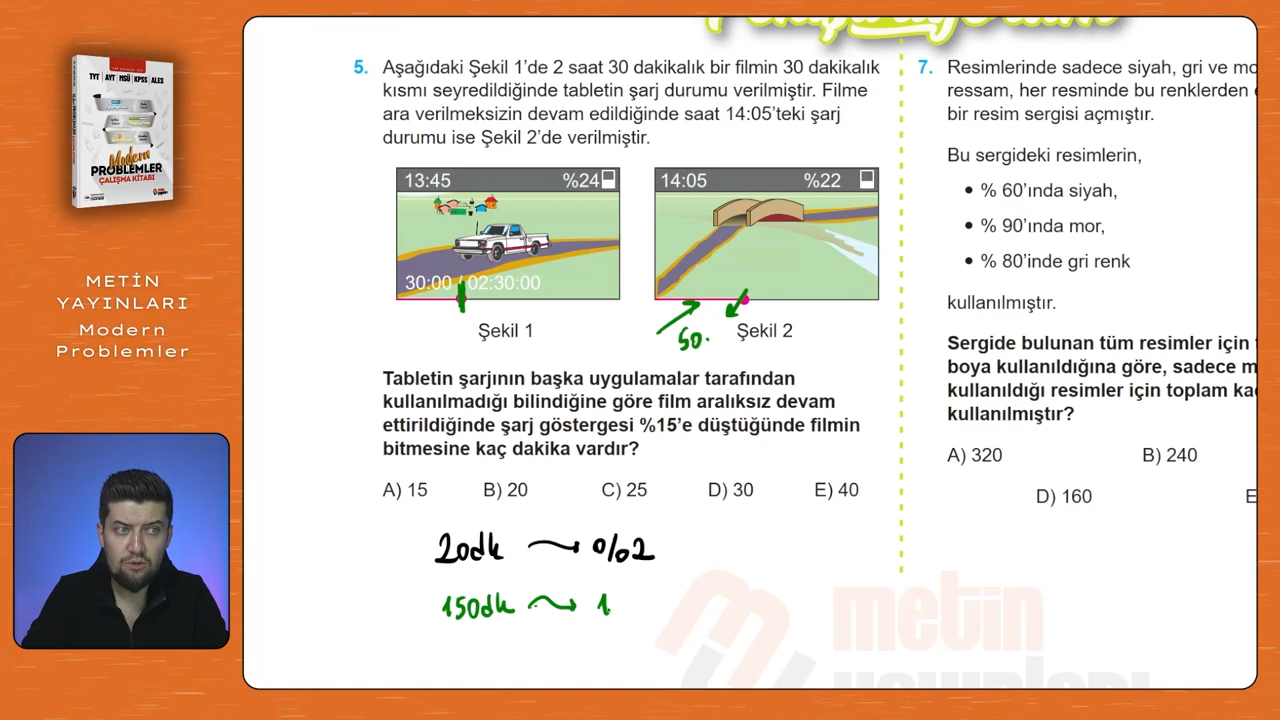 TYT | AYT | MSÜ | KPSS | ALES
Modern
PROBLEMLER
ÇALIŞMA KİTABI
METİN
YAYINLARI
Modern
Problemler
5. Aşağıdaki Şekil 1'de 2 saat 30 dakikalık bir filmin 30 dakikalık
kısmı seyredildiğinde tabletin şarj durumu verilmiştir. Filme
ara verilmeksizin devam edildiğinde saat 14:05'teki şarj
durumu ise Şekil 2'de verilmiştir.
13:45 %24
30:00 / 02:30:00
Şekil 1
14:05 %22
50.
Şekil 2
Tabletin şarjının başka uygulamalar tarafından
kullanılmadığı bilindiğine göre film aralıksız devam
ettirildiğinde şarj göstergesi %15'e düştüğünde filmin
bitmesine kaç dakika vardır?
A) 15 B) 20 C) 25 D) 30 E) 40
20dk → %2
150dk → 1
7. Resimlerinde sadece siyah, gri ve mo
ressam, her resminde bu renklerden
bir resim sergisi açmıştır.
Bu sergideki resimlerin,
• % 60'ında siyah,
• % 90'ında mor,
• % 80'inde gri renk
kullanılmıştır.
Sergide bulunan tüm resimler için
boya kullanıldığına göre, sadece m
kullanıldığı resimler için toplam ka
kullanılmıştır?
A) 320 B) 240
D) 160 E
metin